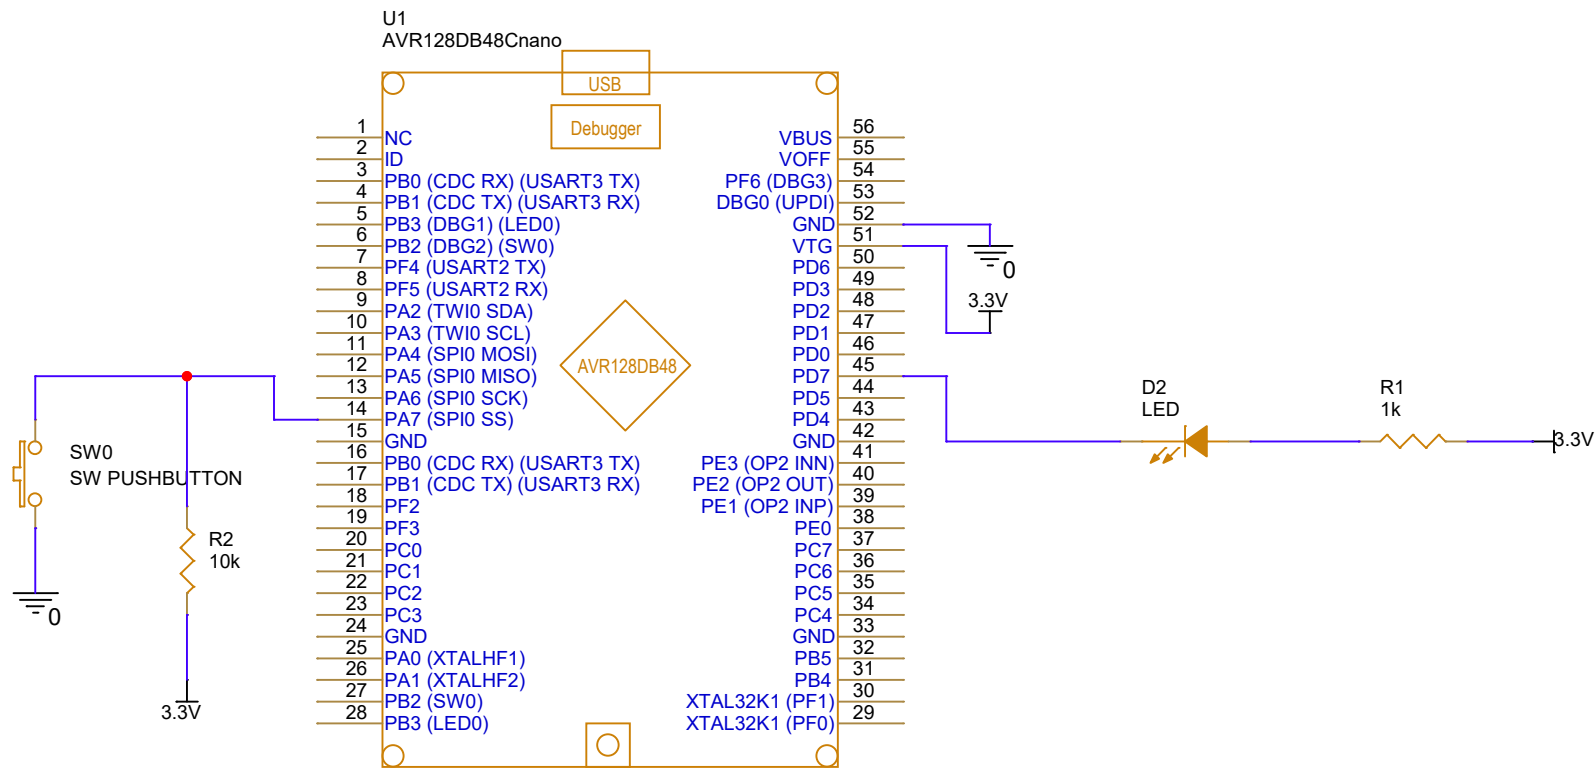 U1
AVR128DB48Cnano
USB
Debugger
1 NC
2 ID
3 PB0 (CDC RX) (USART3 TX)
4 PB1 (CDC TX) (USART3 RX)
5 PB3 (DBG1) (LED0)
6 PB2 (DBG2) (SW0)
7 PF4 (USART2 TX)
8 PF5 (USART2 RX)
9 PA2 (TWI0 SDA)
10 PA3 (TWI0 SCL)
11 PA4 (SPI0 MOSI)
12 PA5 (SPI0 MISO)
13 PA6 (SPI0 SCK)
14 PA7 (SPI0 SS)
15 GND
16 PB0 (CDC RX) (USART3 TX)
17 PB1 (CDC TX) (USART3 RX)
18 PF2
19 PF3
20 PC0
21 PC1
22 PC2
23 PC3
24 GND
25 PA0 (XTALHF1)
26 PA1 (XTALHF2)
27 PB2 (SW0)
28 PB3 (LED0)
AVR128DB48
VBUS 56
VOFF 55
PF6 (DBG3) 54
DBG0 (UPDI) 53
GND 52
VTG 51
PD6 50
PD3 49
PD2 48
PD1 47
PD0 46
PD7 45
PD5 44
PD4 43
GND 42
PE3 (OP2 INN) 41
PE2 (OP2 OUT) 40
PE1 (OP2 INP) 39
PE0 38
PC7 37
PC6 36
PC5 35
PC4 34
GND 33
PB5 32
PB4 31
XTAL32K1 (PF1) 30
XTAL32K1 (PF0) 29
0
3.3V
D2
LED
R1
1k
3.3V
SW0
SW PUSHBUTTON
R2
10k
0
3.3V